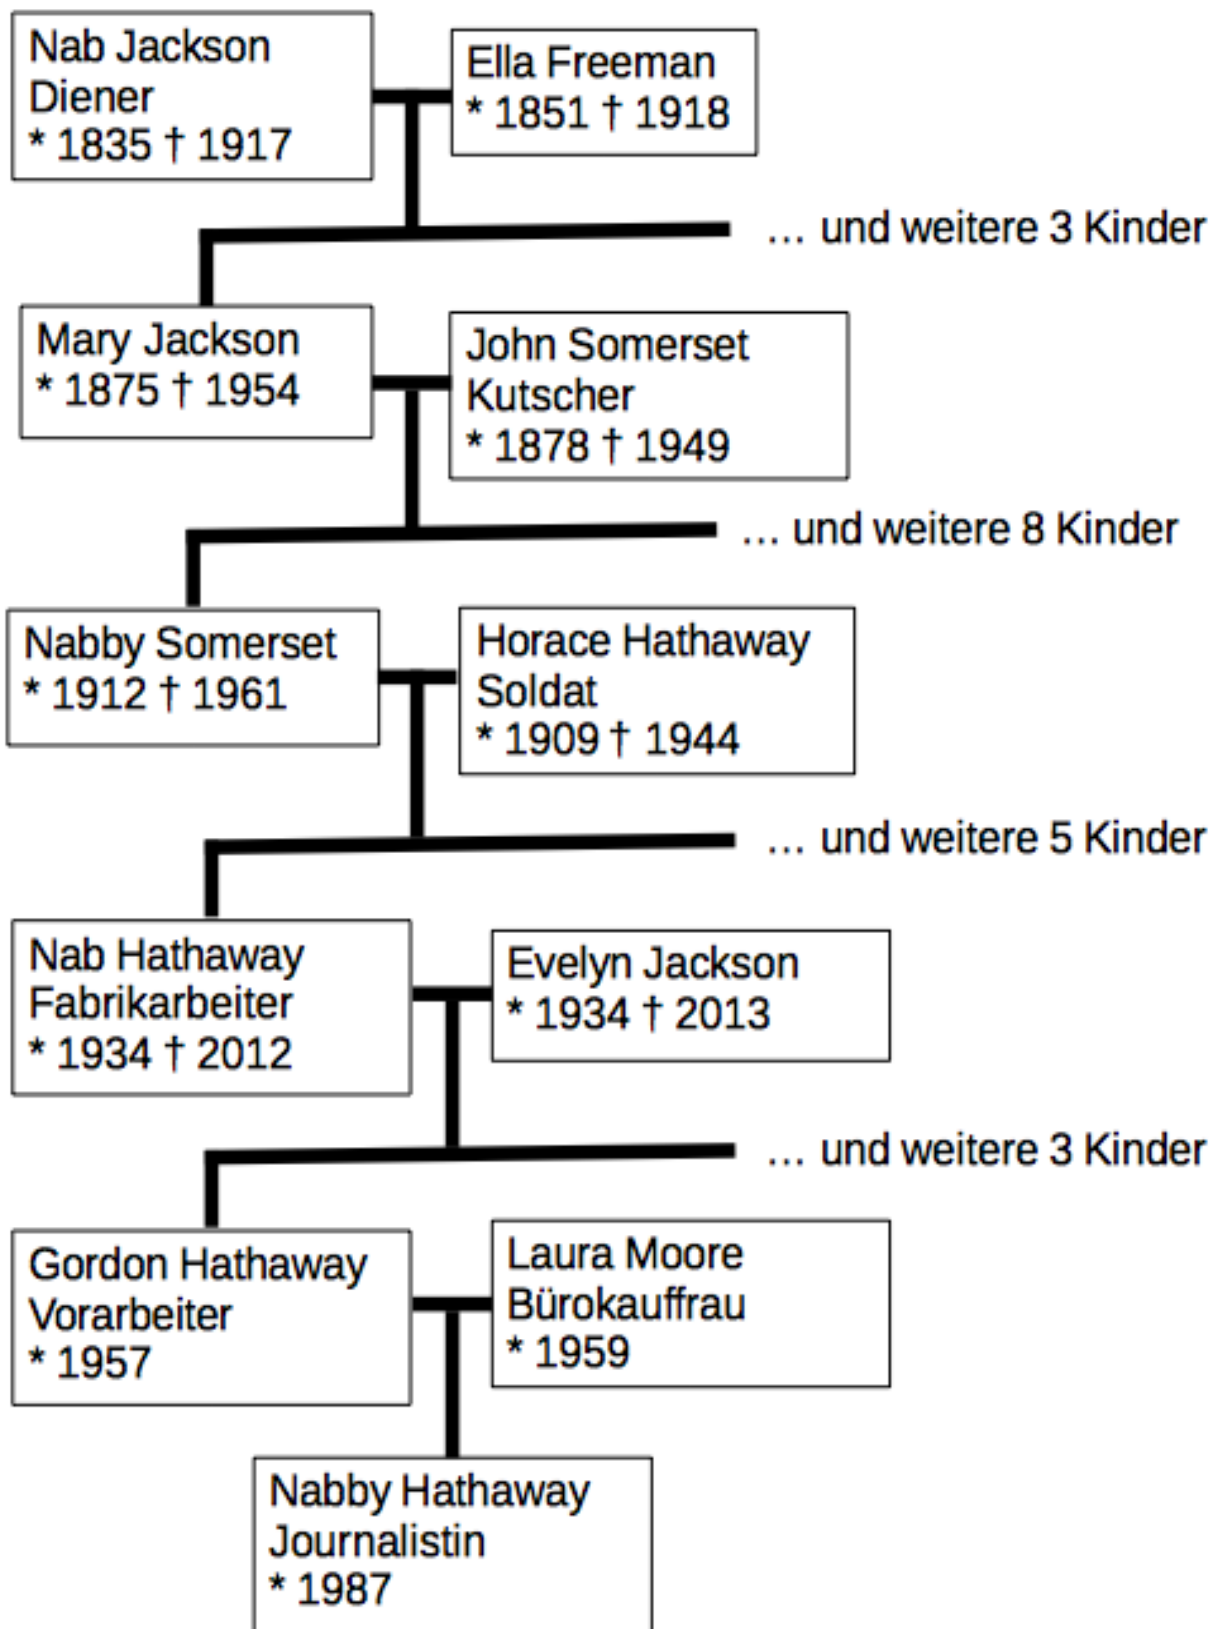 Nab Jackson
Diener
* 1835 † 1917
Ella Freeman
* 1851 † 1918
... und weitere 3 Kinder
Mary Jackson
* 1875 † 1954
John Somerset
Kutscher
* 1878 † 1949
... und weitere 8 Kinder
Nabby Somerset
* 1912 † 1961
Horace Hathaway
Soldat
* 1909 † 1944
... und weitere 5 Kinder
Nab Hathaway
Fabrikarbeiter
* 1934 † 2012
Evelyn Jackson
* 1934 † 2013
... und weitere 3 Kinder
Gordon Hathaway
Vorarbeiter
* 1957
Laura Moore
Bürokauffrau
* 1959
Nabby Hathaway
Journalistin
* 1987